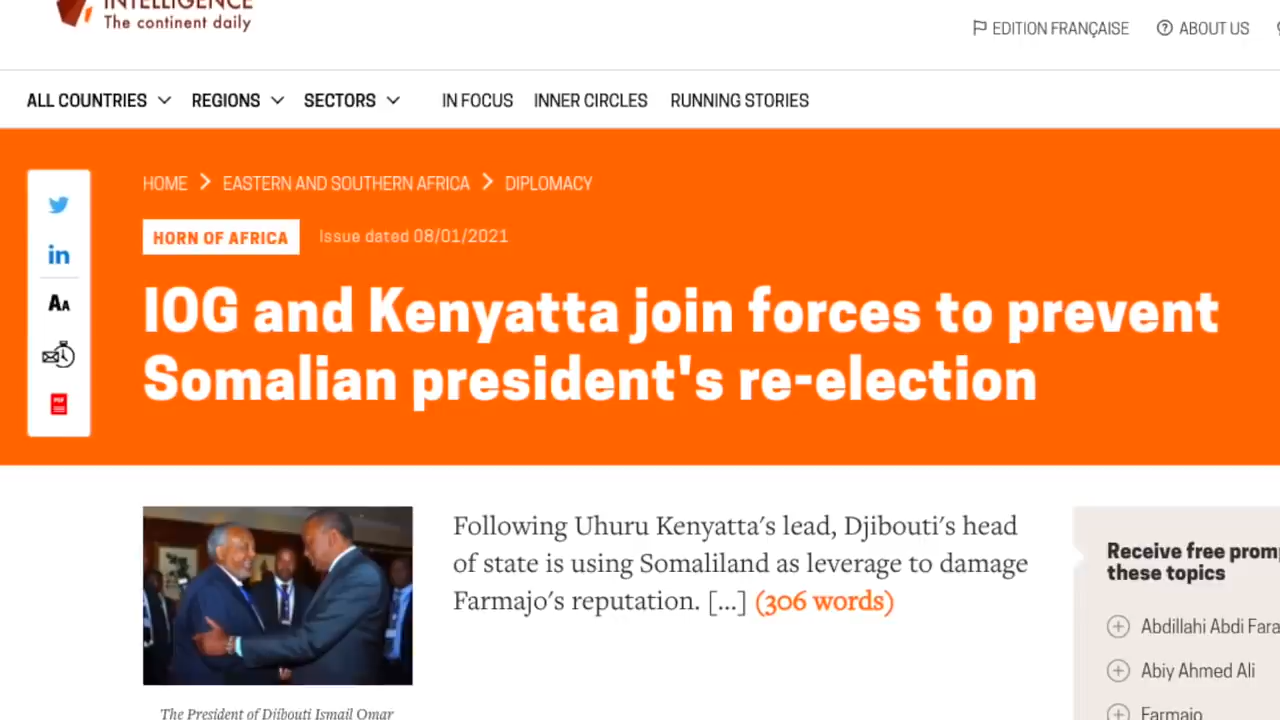 INTELLIGENCE
The continent daily
EDITION FRANÇAISE
ABOUT US
ALL COUNTRIES
REGIONS
SECTORS
IN FOCUS
INNER CIRCLES
RUNNING STORIES
HOME > EASTERN AND SOUTHERN AFRICA > DIPLOMACY
HORN OF AFRICA
Issue dated 08/01/2021
IOG and Kenyatta join forces to prevent
Somalian president's re-election
in
AA
PDF
Following Uhuru Kenyatta's lead, Djibouti's head
of state is using Somaliland as leverage to damage
Farmajo's reputation. [...] (306 words)
The President of Djibouti Ismail Omar
Receive free promp
these topics
Abdillahi Abdi Fara
Abiy Ahmed Ali
Farmajo